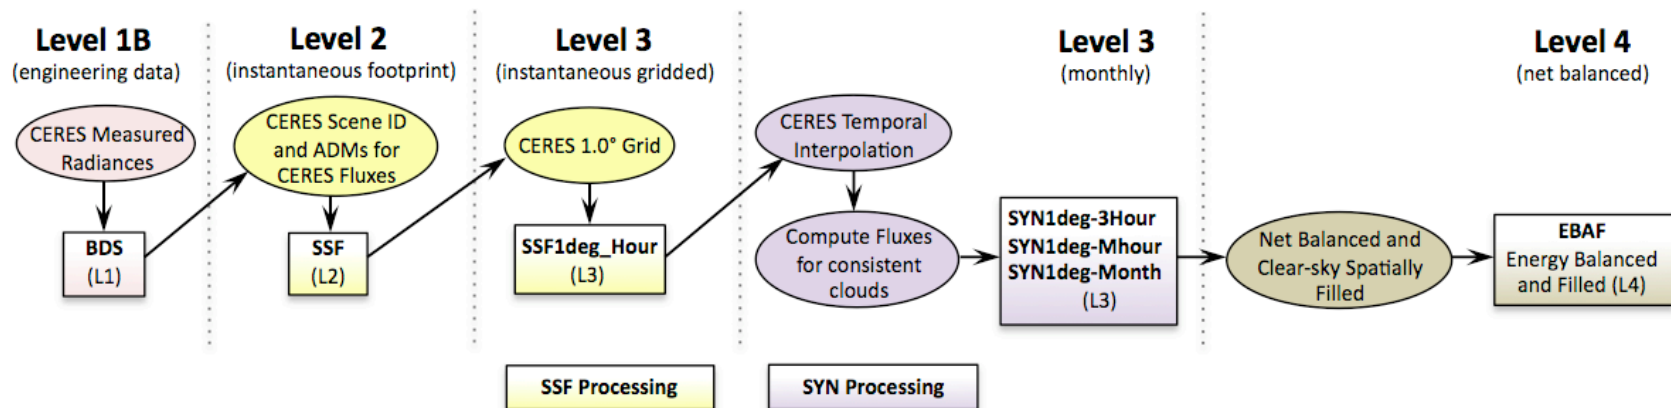 Level 1B
(engineering data)
CERES Measured
Radiances
BDS
(L1)
Level 2
(instantaneous footprint)
CERES Scene ID
and ADMs for
CERES Fluxes
SSF
(L2)
Level 3
(instantaneous gridded)
CERES 1.0° Grid
SSF1deg_Hour
(L3)
CERES Temporal
Interpolation
Compute Fluxes
for consistent
clouds
Level 3
(monthly)
SYN1deg-3Hour
SYN1deg-Mhour
SYN1deg-Month
(L3)
Net Balanced and
Clear-sky Spatially
Filled
Level 4
(net balanced)
EBAF
Energy Balanced
and Filled (L4)
SSF Processing
SYN Processing